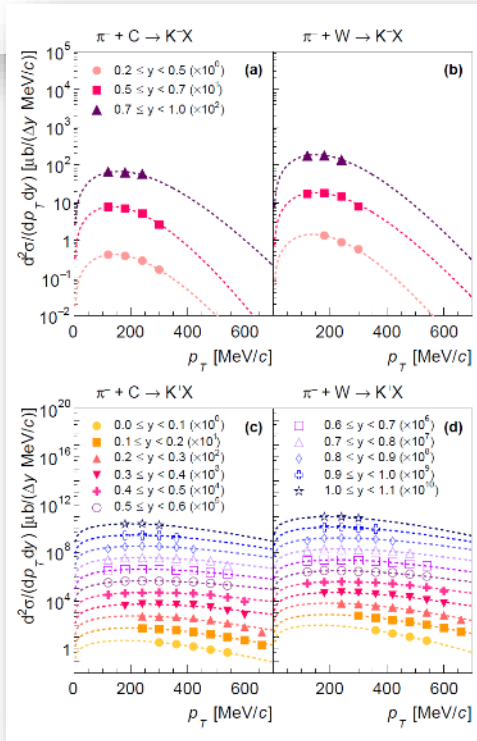 π⁻ + C → K⁻X
π⁻ + W → K⁻X
d²σ/(dp_T dy) [μb/(Δy MeV/c)]
10⁵
10⁴
10³
10²
10
1
10⁻¹
10⁻²
(a)
0.2 ≤ y < 0.5 (×10⁰)
0.5 ≤ y < 0.7 (×10¹)
0.7 ≤ y < 1.0 (×10²)
(b)
0 200 400 600 200 400 600
p_T [MeV/c] p_T [MeV/c]
π⁻ + C → K⁺X
π⁻ + W → K⁺X
d²σ/(dp_T dy) [μb/(Δy MeV/c)]
10²⁰
10¹⁶
10¹²
10⁸
10⁴
1
(c)
0.0 ≤ y < 0.1 (×10⁰)
0.1 ≤ y < 0.2 (×10¹)
0.2 ≤ y < 0.3 (×10²)
0.3 ≤ y < 0.4 (×10³)
0.4 ≤ y < 0.5 (×10⁴)
0.5 ≤ y < 0.6 (×10⁵)
(d)
0.6 ≤ y < 0.7 (×10⁶)
0.7 ≤ y < 0.8 (×10⁷)
0.8 ≤ y < 0.9 (×10⁸)
0.9 ≤ y < 1.0 (×10⁹)
1.0 ≤ y < 1.1 (×10¹⁰)
0 200 400 600 200 400 600
p_T [MeV/c] p_T [MeV/c]